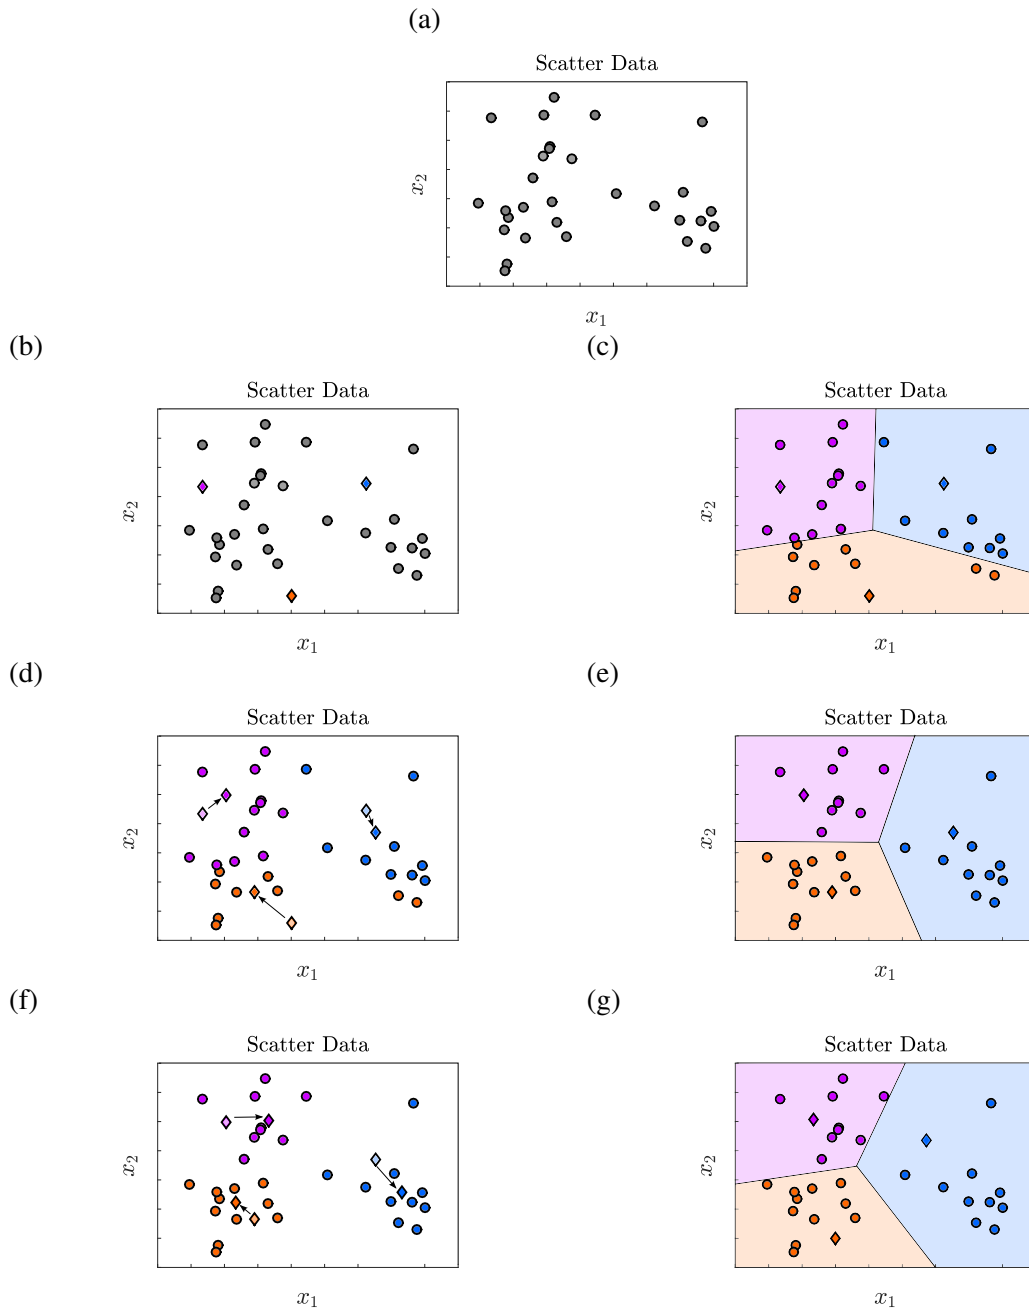 (a)
Scatter Data
x₂
x₁
(b)
Scatter Data
x₂
x₁
(c)
Scatter Data
x₂
x₁
(d)
Scatter Data
x₂
x₁
(e)
Scatter Data
x₂
x₁
(f)
Scatter Data
x₂
x₁
(g)
Scatter Data
x₂
x₁